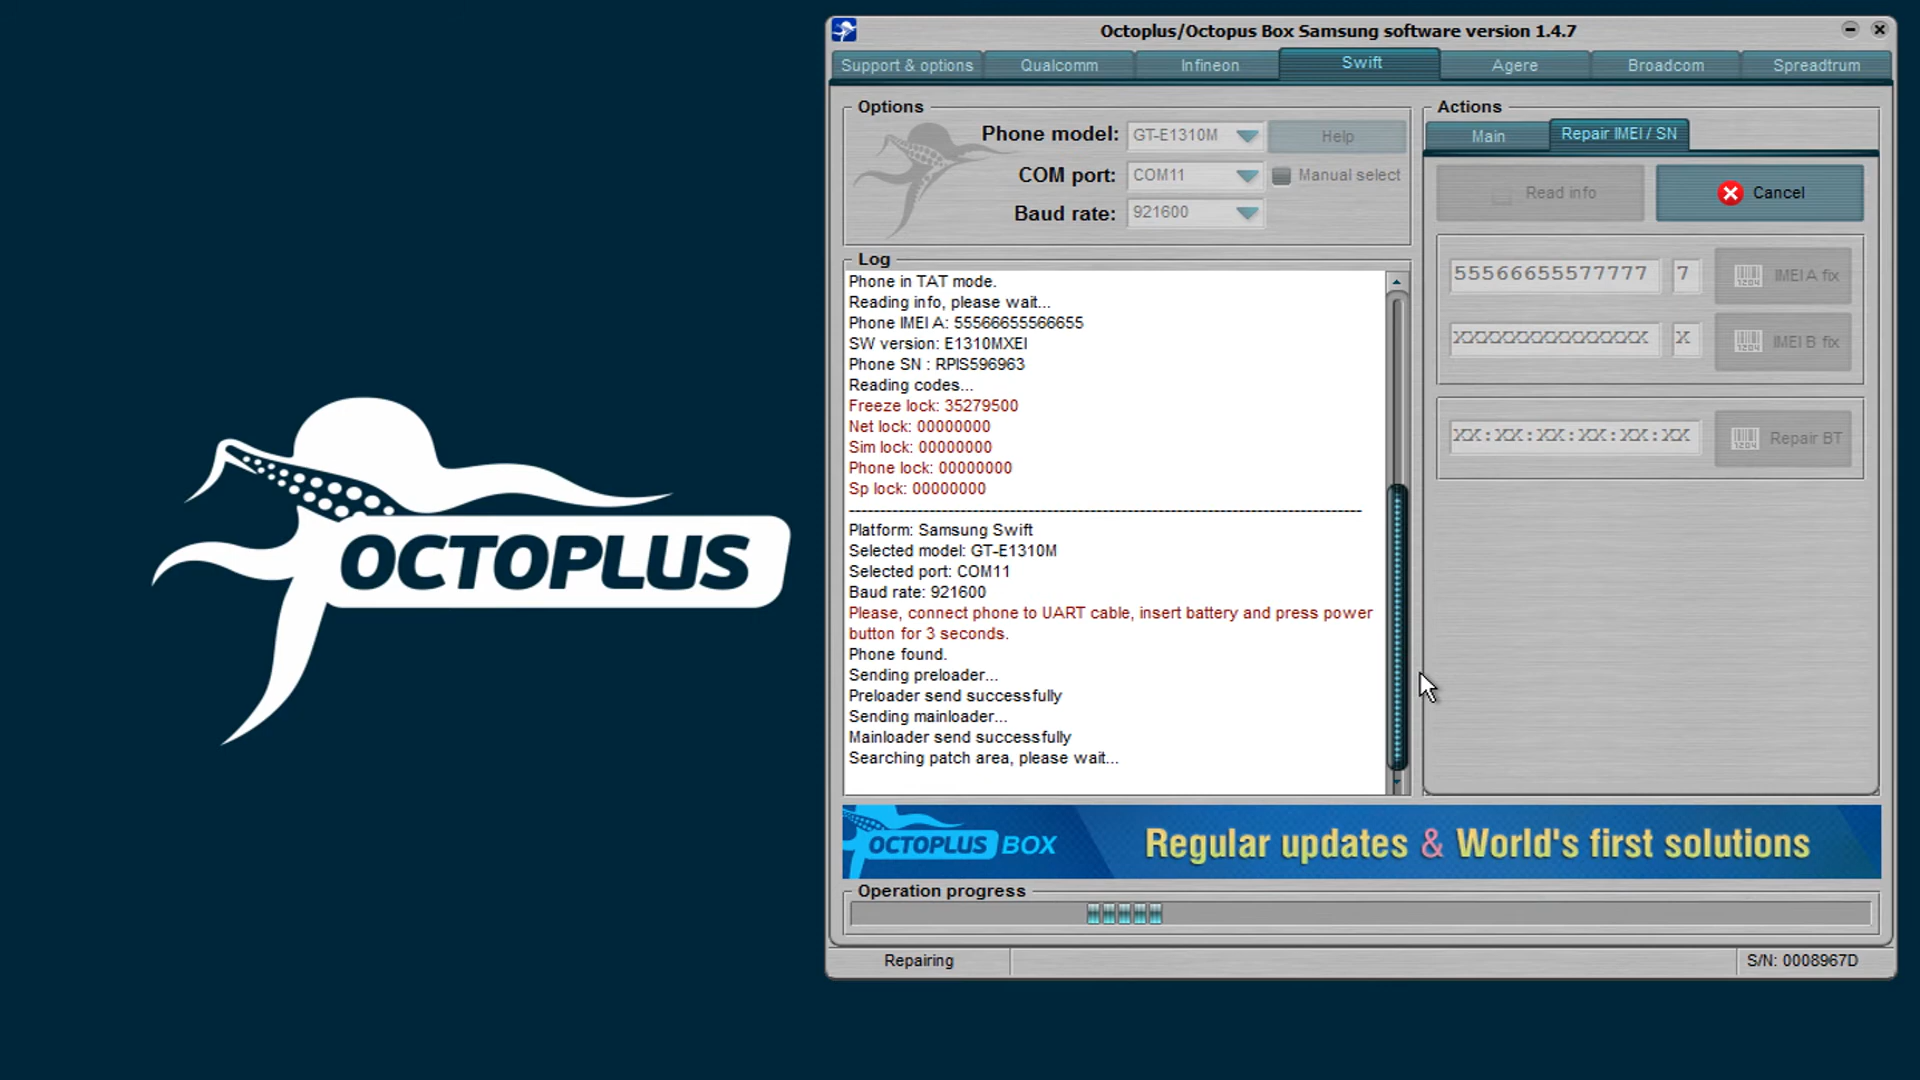 OCTOPLUS
Octoplus/Octopus Box Samsung software version 1.4.7
Support & options
Qualcomm
Infineon
Swift
Agere
Broadcom
Spreadtrum
Options
Phone model: GT-E1310M Help
COM port: COM11 Manual select
Baud rate: 921600
Log
Phone in TAT mode.
Reading info, please wait...
Phone IMEI A: 55566655566655
SW version: E1310MXEI
Phone SN : RPIS596963
Reading codes...
Freeze lock: 35279500
Net lock: 00000000
Sim lock: 00000000
Phone lock: 00000000
Sp lock: 00000000
Platform: Samsung Swift
Selected model: GT-E1310M
Selected port: COM11
Baud rate: 921600
Please, connect phone to UART cable, insert battery and press power
button for 3 seconds.
Phone found.
Sending preloader...
Preloader send successfully
Sending mainloader...
Mainloader send successfully
Searching patch area, please wait...
Actions
Main
Repair IMEI / SN
Read info
Cancel
55566655577777 7 IMEI A fix
XXXXXXXXXXXXXX X IMEI B fix
XX:XX:XX:XX:XX:XX Repair BT
OCTOPLUS BOX
Regular updates & World's first solutions
Operation progress
Repairing
S/N: 0008967D